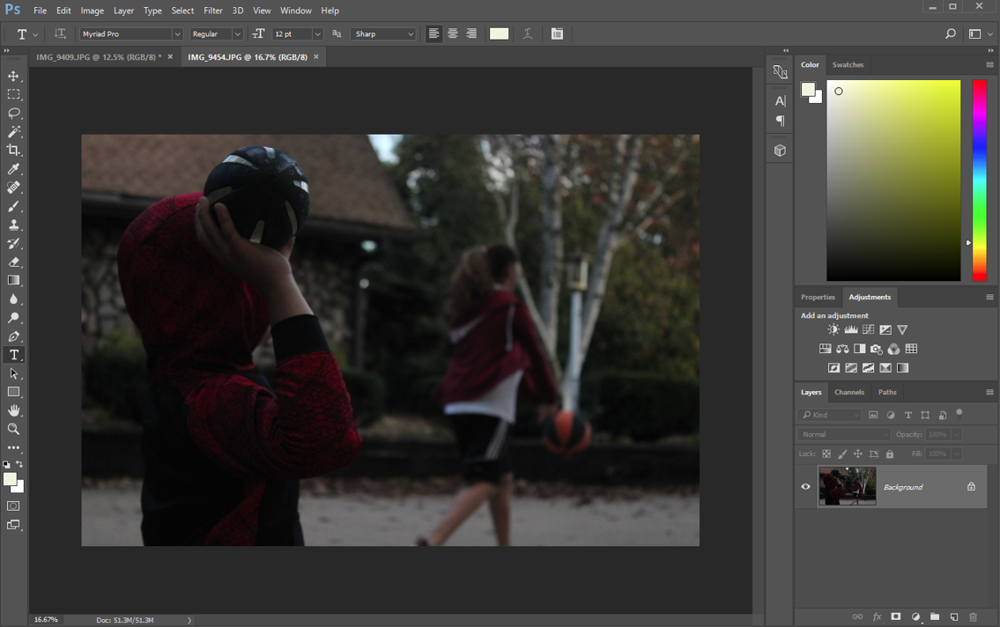 Ps File Edit Image Layer Type Select Filter 3D View Window Help
T Myriad Pro Regular 12 pt aa Sharp
IMG_9409.JPG @ 12.5% (RGB/8) * × IMG_9454.JPG @ 16.7% (RGB/8) ×
Color Swatches
Properties Adjustments
Add an adjustment
Layers Channels Paths
Kind
Normal Opacity: 100%
Lock: Fill: 100%
Background
16.67% Doc: 51.3M/51.3M